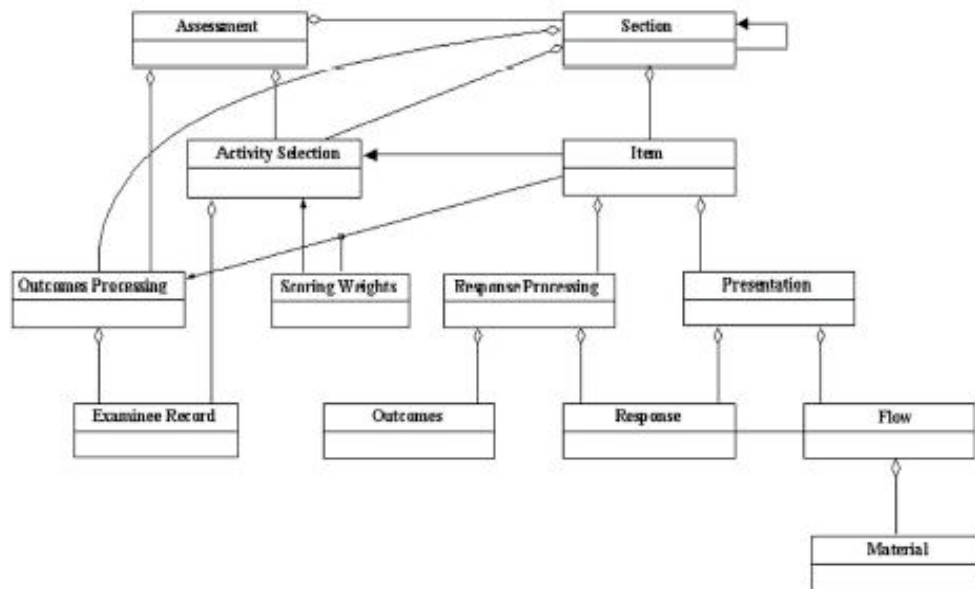 Assessment
Section
Activity Selection
Item
Outcomes Processing
Scoring Weights
Response Processing
Presentation
Examinee Record
Outcomes
Response
Flow
Material